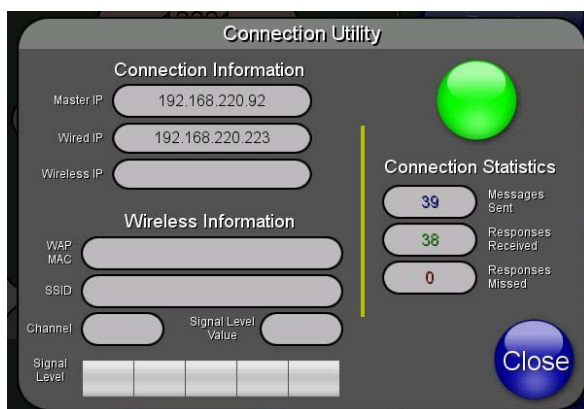 Connection Utility
Connection Information
Master IP
192.168.220.92
Wired IP
192.168.220.223
Wireless IP
Wireless Information
WAP
MAC
SSID
Channel
Signal Level
Value
Signal
Level
Connection Statistics
39
Messages
Sent
38
Responses
Received
0
Responses
Missed
Close